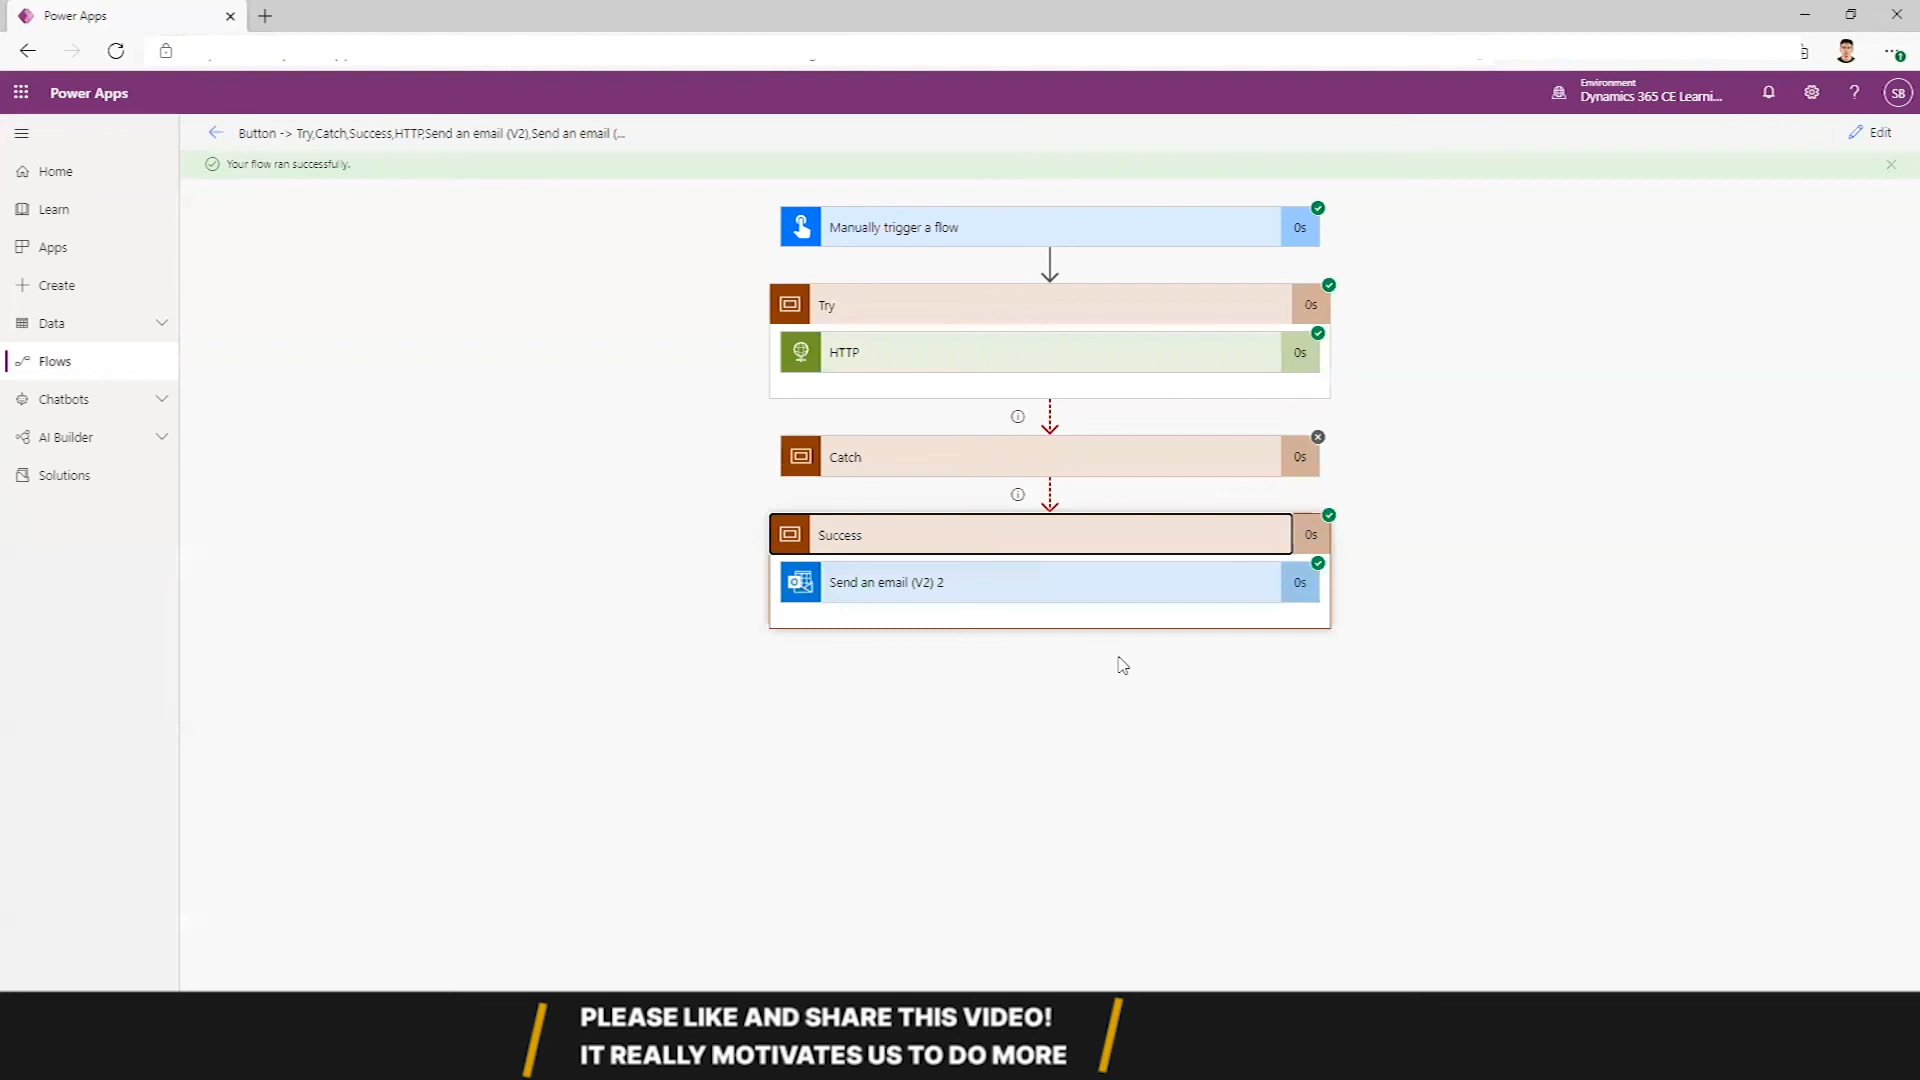 Power Apps
Power Apps
Environment
Dynamics 365 CE Learni...
SB
Button -> Try,Catch,Success,HTTP,Send an email (V2),Send an email (...
Edit
Your flow ran successfully.
Home
Learn
Apps
Create
Data
Flows
Chatbots
AI Builder
Solutions
Manually trigger a flow
0s
Try
0s
HTTP
0s
Catch
0s
Success
0s
Send an email (V2) 2
0s
PLEASE LIKE AND SHARE THIS VIDEO!
IT REALLY MOTIVATES US TO DO MORE